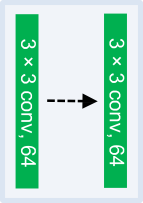 3 × 3 conv, 64
3 × 3 conv, 64